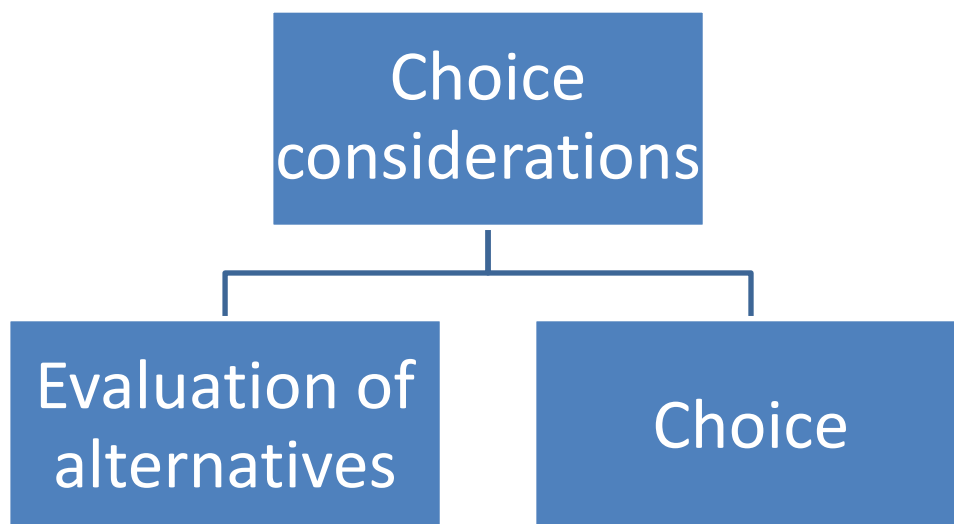 Choice
considerations
Evaluation of
alternatives
Choice